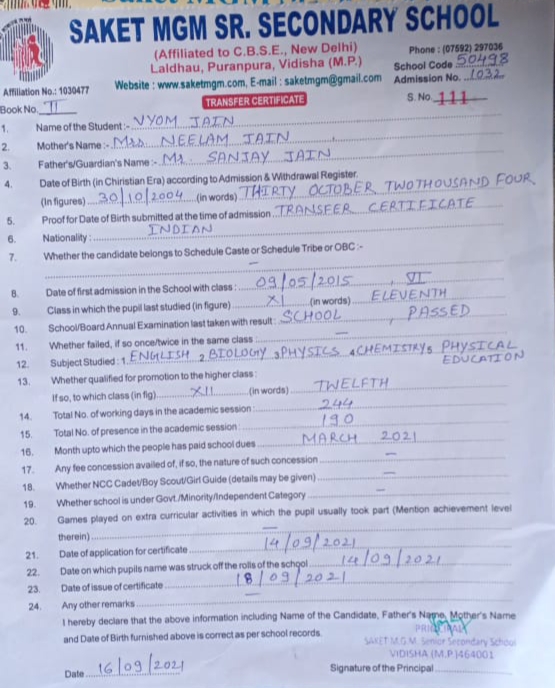 SAKET MGM SR. SECONDARY SCHOOL
(Affiliated to C.B.S.E., New Delhi)
Laldhau, Puranpura, Vidisha (M.P.)
Phone : (07592) 297036
School Code 50498
Affiliation No.: 1030477
Website : www.saketmgm.com, E-mail : saketmgm@gmail.com
Admission No. 1032
Book No. II
TRANSFER CERTIFICATE
S. No. 111
1. Name of the Student :- VYOM JAIN
2. Mother's Name :- Mrs. NEELAM JAIN
3. Father's/Guardian's Name :- Mr. SANJAY JAIN
4. Date of Birth (in Christian Era) according to Admission & Withdrawal Register.
(In figures) 30/10/2004 (in words) THIRTY OCTOBER TWO THOUSAND FOUR
5. Proof for Date of Birth submitted at the time of admission TRANSFER CERTIFICATE
6. Nationality : INDIAN
7. Whether the candidate belongs to Schedule Caste or Schedule Tribe or OBC :-
—
8. Date of first admission in the School with class : 09/05/2015, VI
9. Class in which the pupil last studied (in figure) XI (in words) ELEVENTH
10. School/Board Annual Examination last taken with result : SCHOOL, PASSED
11. Whether failed, if so once/twice in the same class : —
12. Subject Studied : 1. ENGLISH 2 BIOLOGY 3 PHYSICS 4 CHEMISTRY 5 PHYSICAL EDUCATION
13. Whether qualified for promotion to the higher class :
If so, to which class (in fig) XII (in words) TWELFTH
14. Total No. of working days in the academic session : 244
15. Total No. of presence in the academic session : 190
16. Month upto which the people has paid school dues MARCH 2021
17. Any fee concession availed of, if so, the nature of such concession —
18. Whether NCC Cadet/Boy Scout/Girl Guide (details may be given) —
19. Whether school is under Govt./Minority/Independent Category —
20. Games played on extra curricular activities in which the pupil usually took part (Mention achievement level
therein) —
21. Date of application for certificate 14/09/2021
22. Date on which pupils name was struck off the rolls of the school 14/09/2021
23. Date of issue of certificate 18/09/2021
24. Any other remarks —
I hereby declare that the above information including Name of the Candidate, Father's Name, Mother's Name
and Date of Birth furnished above is correct as per school records.
PRINCIPAL
SAKET M.G.M. Senior Secondary School
VIDISHA (M.P.)464001
Date 16/09/2021
Signature of the Principal